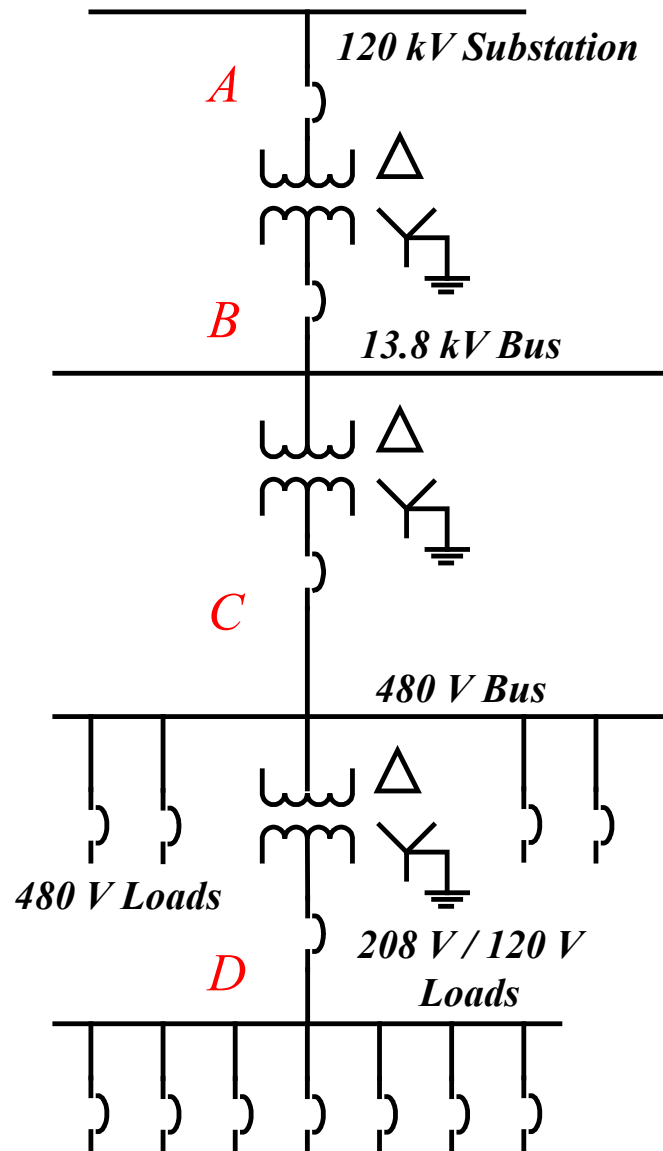 120 kV Substation
A
B
13.8 kV Bus
C
480 V Bus
480 V Loads
208 V / 120 V
Loads
D